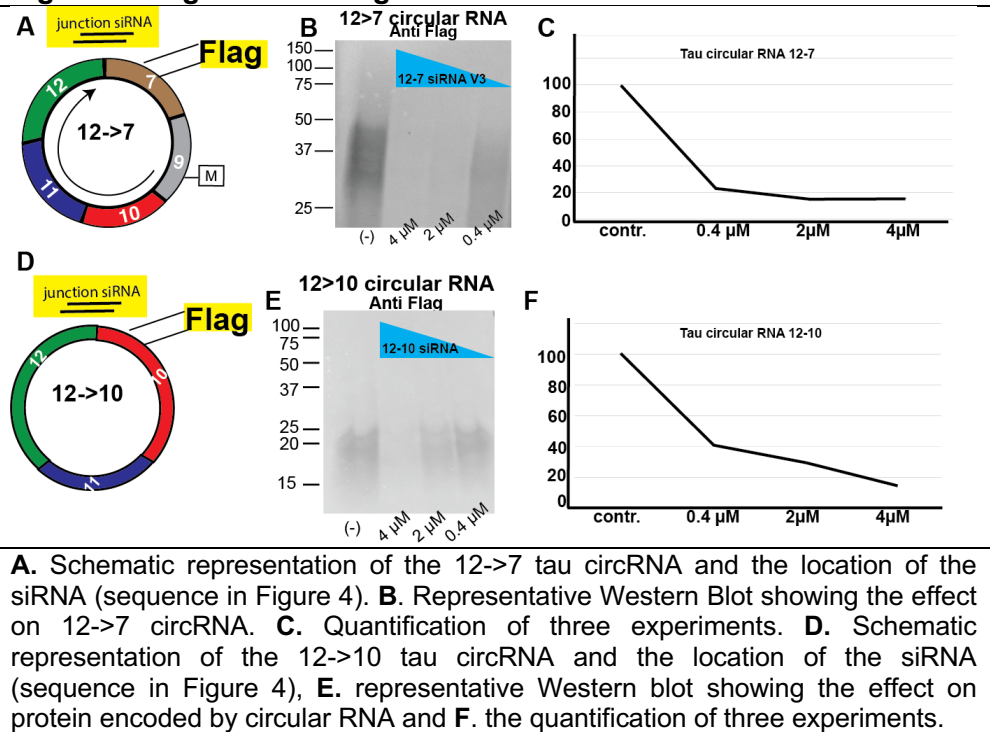 A
junction siRNA
Flag
12
7
12->7
9
M
11
10
B
12>7 circular RNA
Anti Flag
150
100
75
12-7 siRNA V3
50
37
25
(-)
4 µM
2 µM
0.4 µM
C
Tau circular RNA 12-7
100
80
60
40
20
0
contr.
0.4 µM
2µM
4µM
D
junction siRNA
Flag
12
10
12->10
11
E
12>10 circular RNA
Anti Flag
100
75
12-10 siRNA
50
37
25
20
15
(-)
4 µM
2 µM
0.4 µM
F
Tau circular RNA 12-10
100
80
60
40
20
0
contr.
0.4 µM
2µM
4µM
A. Schematic representation of the 12->7 tau circRNA and the location of the
siRNA (sequence in Figure 4). B. Representative Western Blot showing the effect
on 12->7 circRNA. C. Quantification of three experiments. D. Schematic
representation of the 12->10 tau circRNA and the location of the siRNA
(sequence in Figure 4), E. representative Western blot showing the effect on
protein encoded by circular RNA and F. the quantification of three experiments.